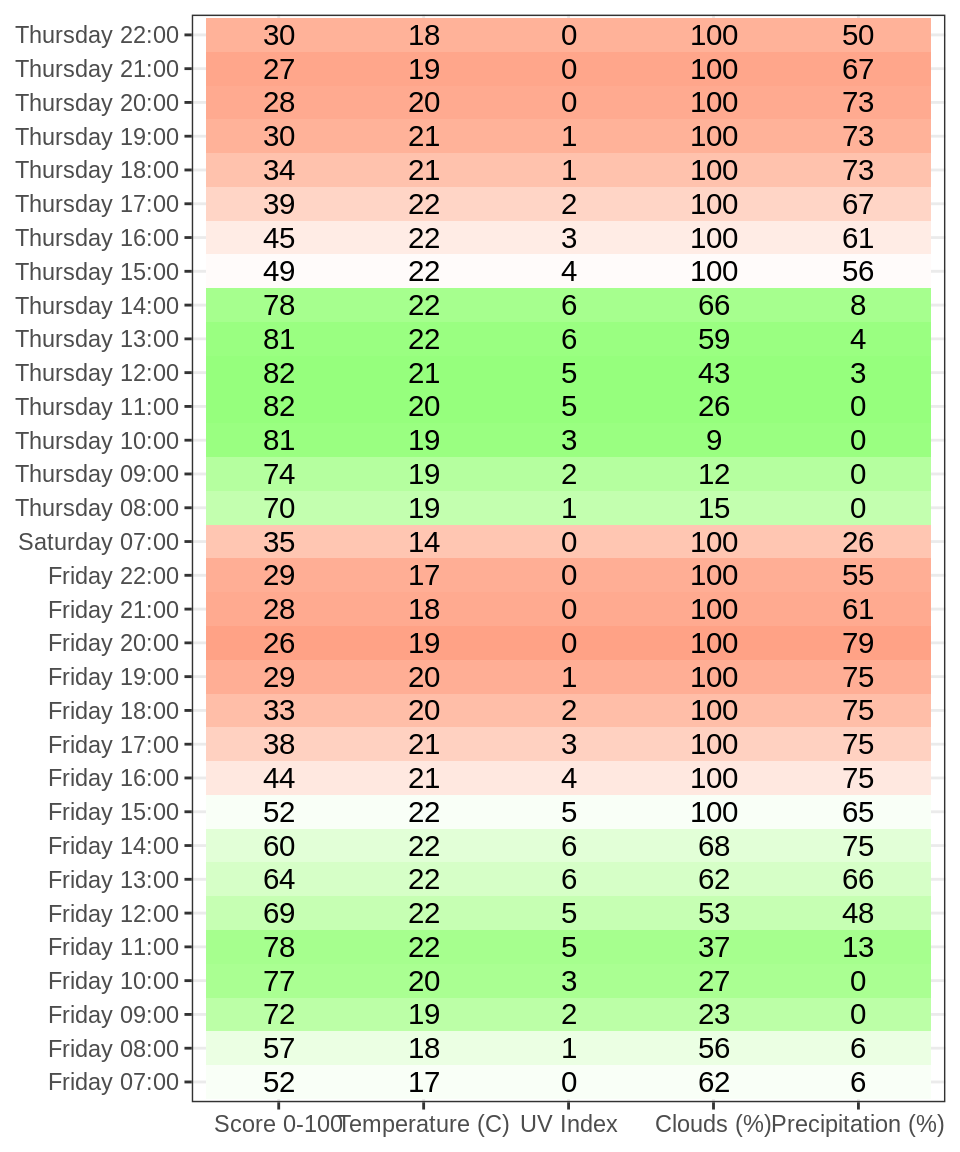 Thursday 22:00 30 18 0 100 50
Thursday 21:00 27 19 0 100 67
Thursday 20:00 28 20 0 100 73
Thursday 19:00 30 21 1 100 73
Thursday 18:00 34 21 1 100 73
Thursday 17:00 39 22 2 100 67
Thursday 16:00 45 22 3 100 61
Thursday 15:00 49 22 4 100 56
Thursday 14:00 78 22 6 66 8
Thursday 13:00 81 22 6 59 4
Thursday 12:00 82 21 5 43 3
Thursday 11:00 82 20 5 26 0
Thursday 10:00 81 19 3 9 0
Thursday 09:00 74 19 2 12 0
Thursday 08:00 70 19 1 15 0
Saturday 07:00 35 14 0 100 26
Friday 22:00 29 17 0 100 55
Friday 21:00 28 18 0 100 61
Friday 20:00 26 19 0 100 79
Friday 19:00 29 20 1 100 75
Friday 18:00 33 20 2 100 75
Friday 17:00 38 21 3 100 75
Friday 16:00 44 21 4 100 75
Friday 15:00 52 22 5 100 65
Friday 14:00 60 22 6 68 75
Friday 13:00 64 22 6 62 66
Friday 12:00 69 22 5 53 48
Friday 11:00 78 22 5 37 13
Friday 10:00 77 20 3 27 0
Friday 09:00 72 19 2 23 0
Friday 08:00 57 18 1 56 6
Friday 07:00 52 17 0 62 6
Score 0-100 Temperature (C) UV Index Clouds (%) Precipitation (%)